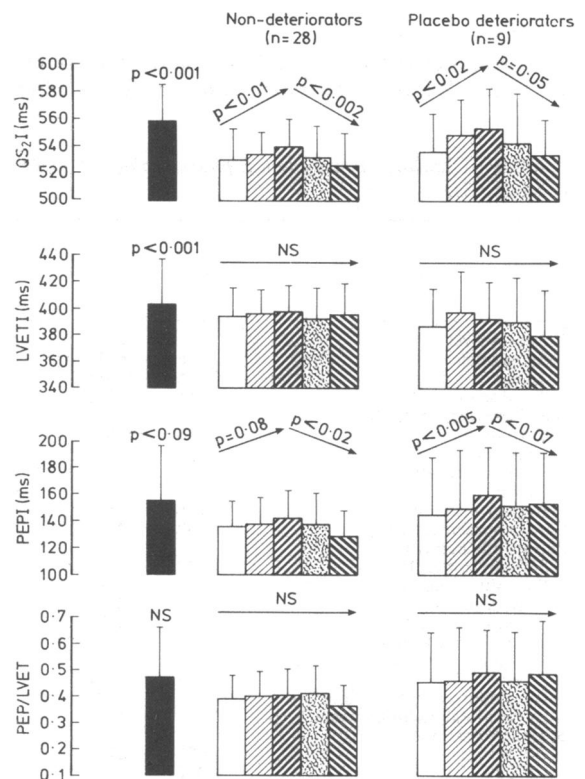 Non-deteriorators
(n=28)
Placebo deteriorators
(n=9)
QS₂I (ms)
600
580
560
540
520
500
p<0·001
p<0·01
p<0·002
p<0·02
p=0·05
LVETI (ms)
440
420
400
380
360
340
p<0·001
NS
NS
PEPI (ms)
200
180
160
140
120
100
p<0·09
p=0·08
p<0·02
p<0·005
p<0·07
PEP/LVET
0·7
0·6
0·5
0·4
0·3
0·2
0·1
NS
NS
NS